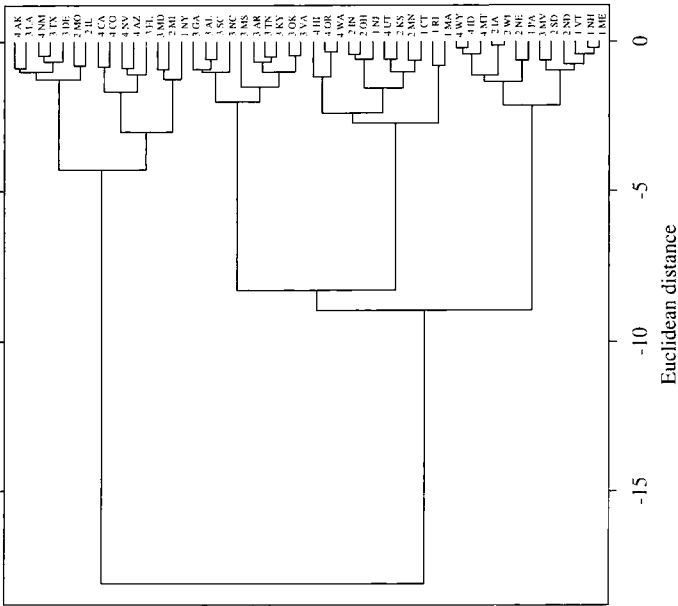 4 AK
3 LA
4 NM
3 TX
3 DE
2 MO
2 IL
4 CA
4 CO
4 NV
4 AZ
3 FL
3 MD
2 MI
1 NY
3 GA
3 AL
3 SC
3 NC
3 MS
3 AR
3 TN
3 KY
3 OK
3 VA
4 HI
4 OR
4 WA
2 IN
2 OH
1 NJ
4 UT
2 KS
2 MN
1 CT
1 RI
1 MA
4 WY
4 ID
4 MT
2 IA
2 WI
2 NE
1 PA
3 MV
2 SD
2 ND
1 VT
1 NH
1 ME
0
-5
-10
-15
Euclidean distance